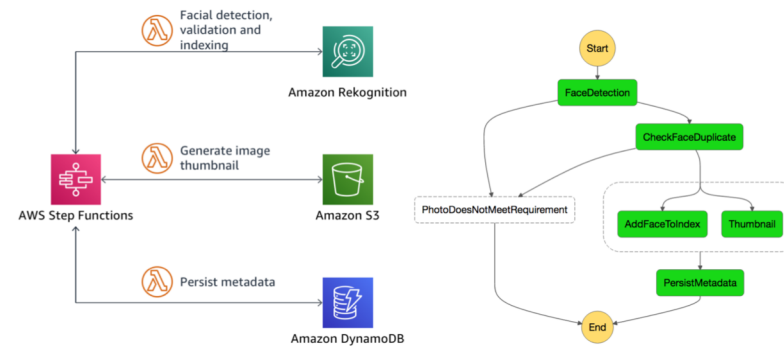 Facial detection,
validation and
indexing
Amazon Rekognition
Generate image
thumbnail
AWS Step Functions
Amazon S3
Persist metadata
Amazon DynamoDB
Start
FaceDetection
CheckFaceDuplicate
PhotoDoesNotMeetRequirement
AddFaceToIndex
Thumbnail
PersistMetadata
End